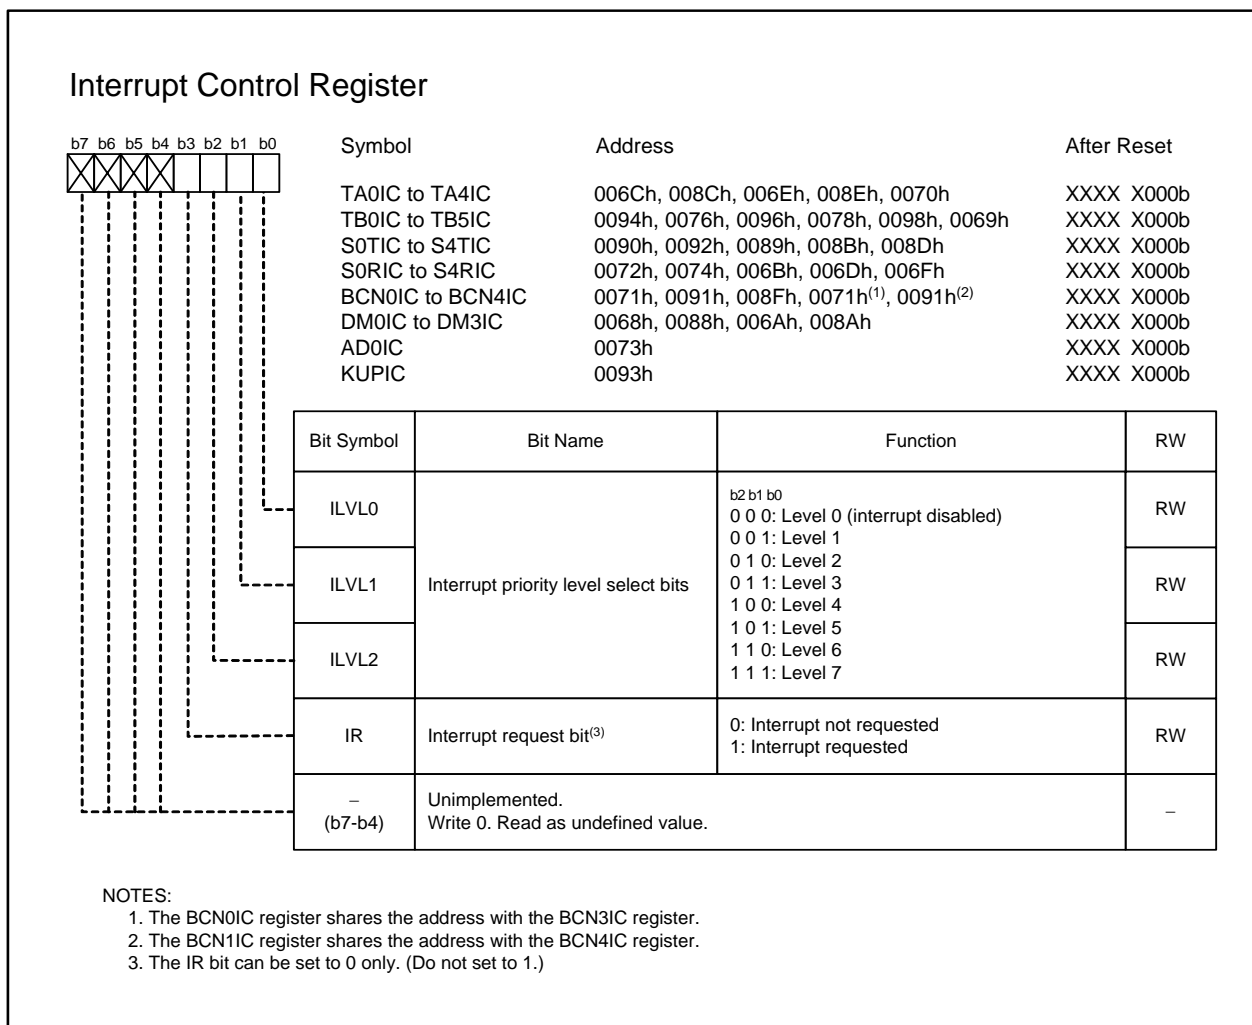 Interrupt Control Register
b7 b6 b5 b4 b3 b2 b1 b0
Symbol Address After Reset
TA0IC to TA4IC 006Ch, 008Ch, 006Eh, 008Eh, 0070h XXXX X000b
TB0IC to TB5IC 0094h, 0076h, 0096h, 0078h, 0098h, 0069h XXXX X000b
S0TIC to S4TIC 0090h, 0092h, 0089h, 008Bh, 008Dh XXXX X000b
S0RIC to S4RIC 0072h, 0074h, 006Bh, 006Dh, 006Fh XXXX X000b
BCN0IC to BCN4IC 0071h, 0091h, 008Fh, 0071h(1), 0091h(2) XXXX X000b
DM0IC to DM3IC 0068h, 0088h, 006Ah, 008Ah XXXX X000b
AD0IC 0073h XXXX X000b
KUPIC 0093h XXXX X000b
Bit Symbol Bit Name Function RW
ILVL0 RW
ILVL1 Interrupt priority level select bits RW
ILVL2 RW
b2 b1 b0
0 0 0: Level 0 (interrupt disabled)
0 0 1: Level 1
0 1 0: Level 2
0 1 1: Level 3
1 0 0: Level 4
1 0 1: Level 5
1 1 0: Level 6
1 1 1: Level 7
IR Interrupt request bit(3) RW
0: Interrupt not requested
1: Interrupt requested
–
(b7-b4)
Unimplemented.
Write 0. Read as undefined value.
–
NOTES:
1. The BCN0IC register shares the address with the BCN3IC register.
2. The BCN1IC register shares the address with the BCN4IC register.
3. The IR bit can be set to 0 only. (Do not set to 1.)